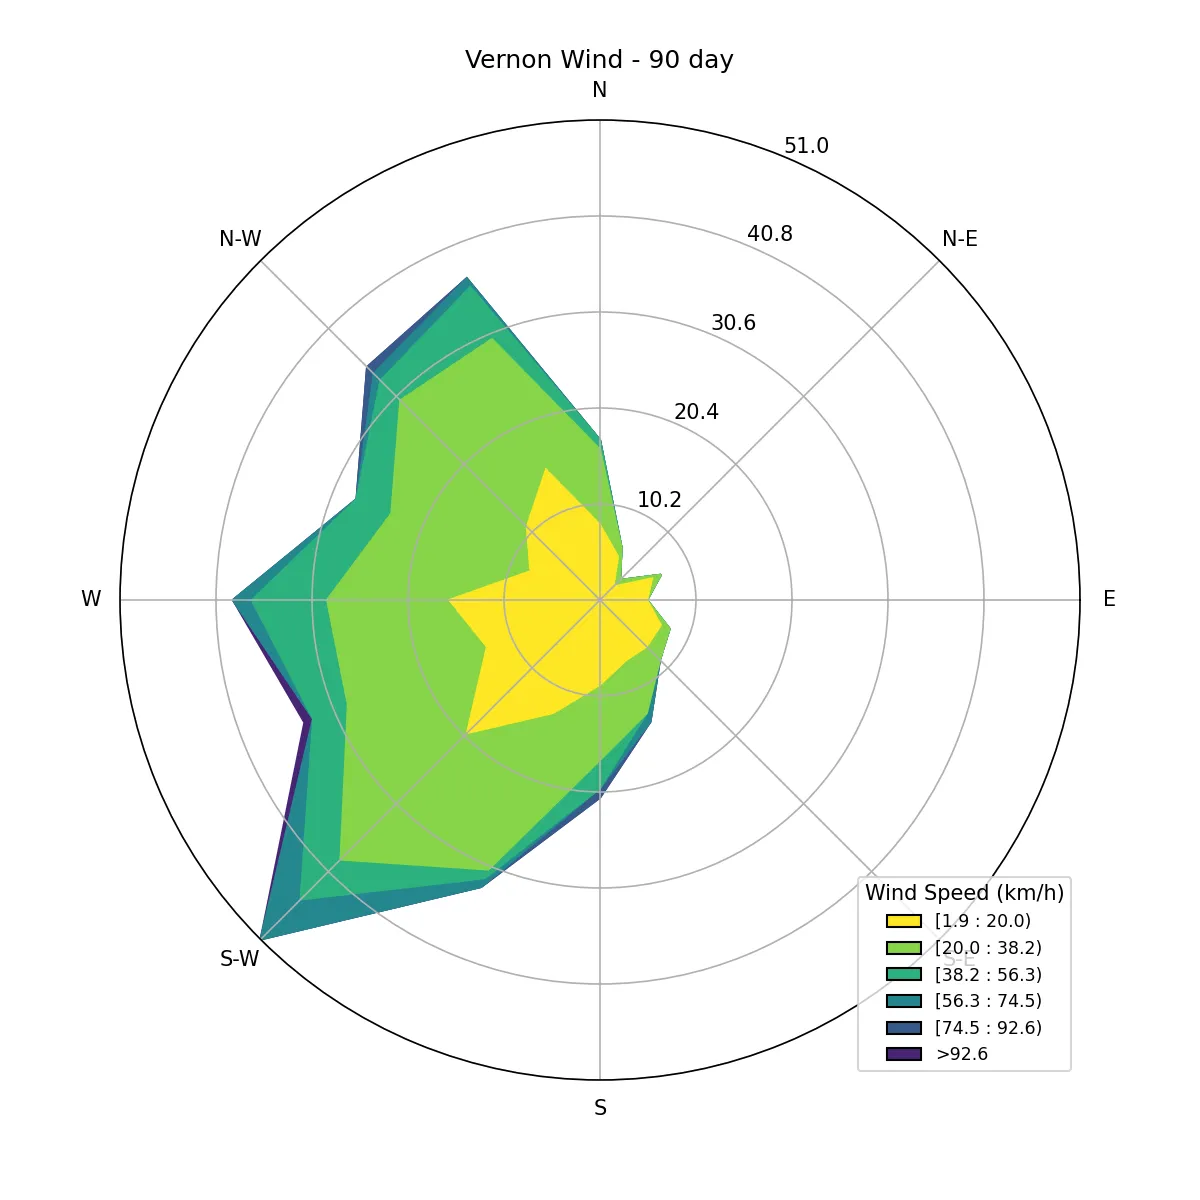 Vernon Wind - 90 day
N
51.0
40.8
N-W
N-E
30.6
20.4
10.2
W
E
S-W
S-E
Wind Speed (km/h)
[1.9 : 20.0)
[20.0 : 38.2)
[38.2 : 56.3)
[56.3 : 74.5)
[74.5 : 92.6)
>92.6
S